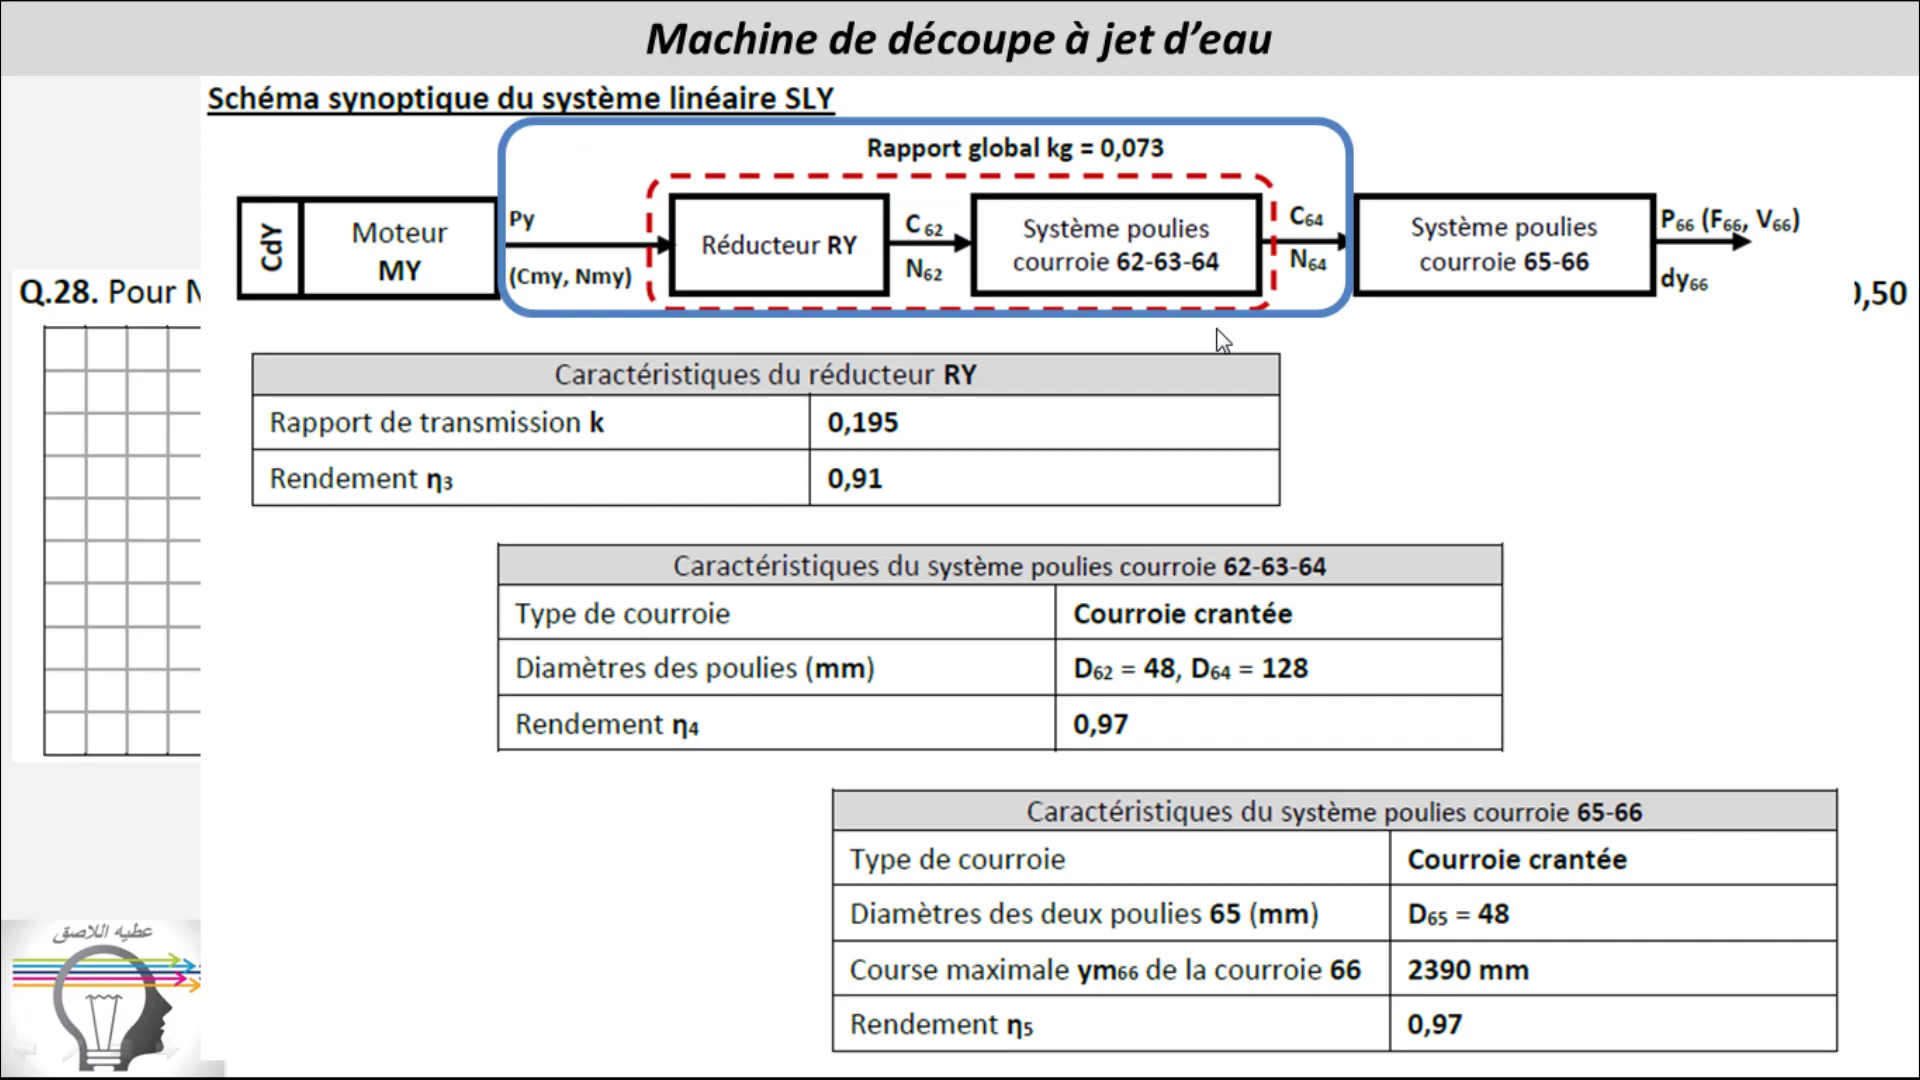 Machine de découpe à jet d’eau
Schéma synoptique du système linéaire SLY
Rapport global kg = 0,073
CdY
Moteur
MY
Py
(Cmy, Nmy)
Réducteur RY
C62
N62
Système poulies
courroie 62-63-64
C64
N64
Système poulies
courroie 65-66
P66 (F66, V66)
dy66
Q.28. Pour N
),50
Caractéristiques du réducteur RY
Rapport de transmission k 0,195
Rendement η3 0,91
Caractéristiques du système poulies courroie 62-63-64
Type de courroie Courroie crantée
Diamètres des poulies (mm) D62 = 48, D64 = 128
Rendement η4 0,97
Caractéristiques du système poulies courroie 65-66
Type de courroie Courroie crantée
Diamètres des deux poulies 65 (mm) D65 = 48
Course maximale ym66 de la courroie 66 2390 mm
Rendement η5 0,97
عطيه اللاصق